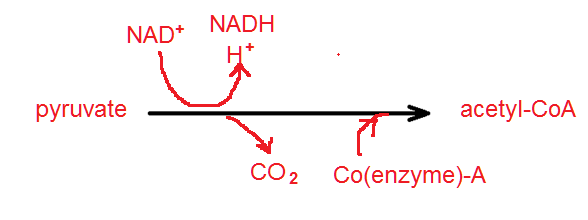 NAD⁺
NADH
H⁺
pyruvate
acetyl-CoA
CO₂
Co(enzyme)-A